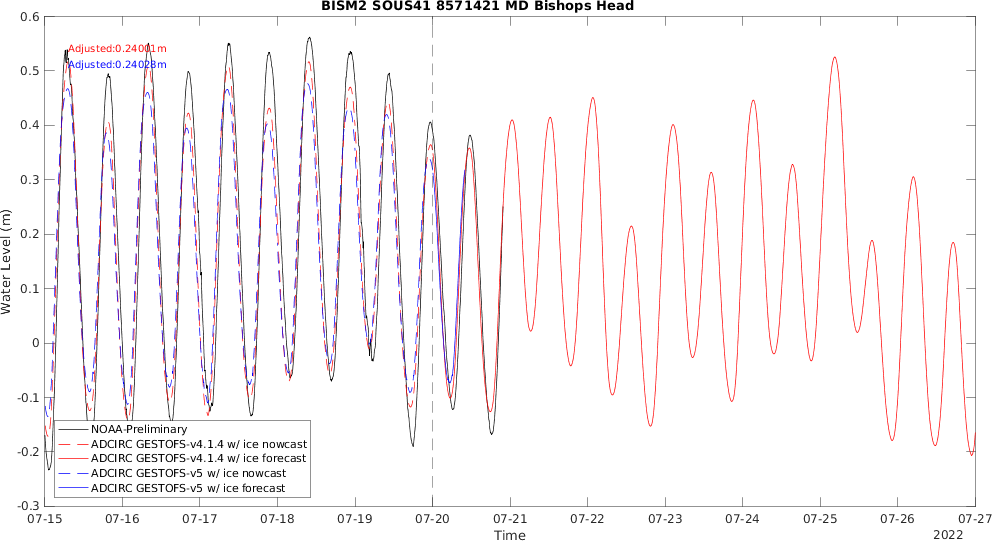 BISM2 SOUS41 8571421 MD Bishops Head
0.6
0.5
0.4
0.3
0.2
0.1
0
-0.1
-0.2
-0.3
Water Level (m)
Adjusted:0.24001m
Adjusted:0.24028m
NOAA-Preliminary
ADCIRC GESTOFS-v4.1.4 w/ ice nowcast
ADCIRC GESTOFS-v4.1.4 w/ ice forecast
ADCIRC GESTOFS-v5 w/ ice nowcast
ADCIRC GESTOFS-v5 w/ ice forecast
07-15 07-16 07-17 07-18 07-19 07-20 07-21 07-22 07-23 07-24 07-25 07-26 07-27
Time
2022